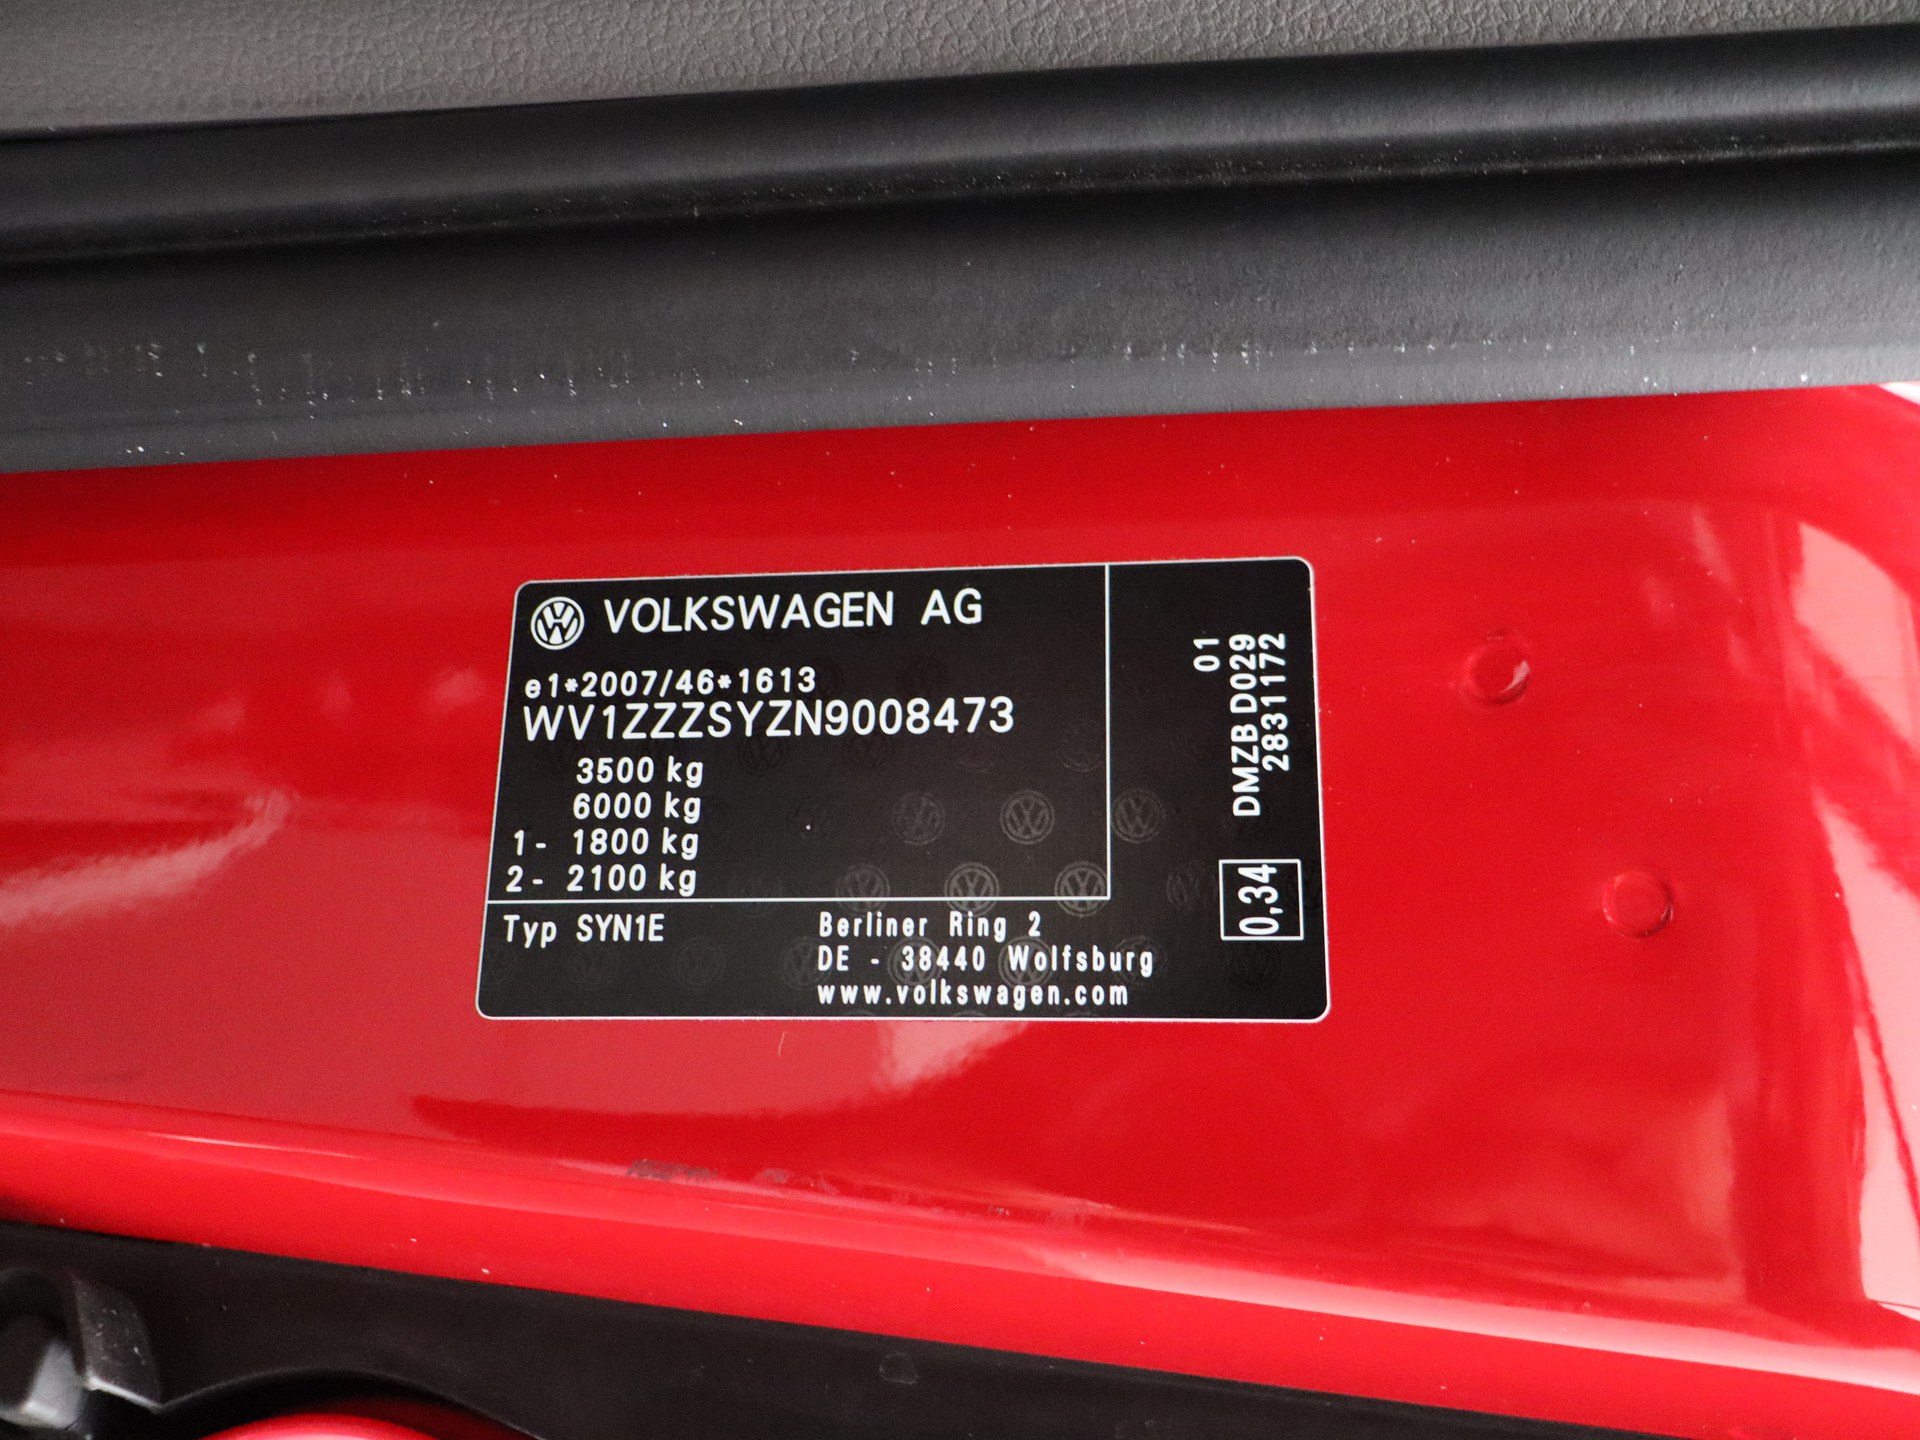 VOLKSWAGEN AG
e1*2007/46*1613
WV1ZZZSYZN9008473
3500 kg
6000 kg
1- 1800 kg
2- 2100 kg
Typ SYN1E
Berliner Ring 2
DE - 38440 Wolfsburg
www.volkswagen.com
01
DMZB D029
2831172
0,34